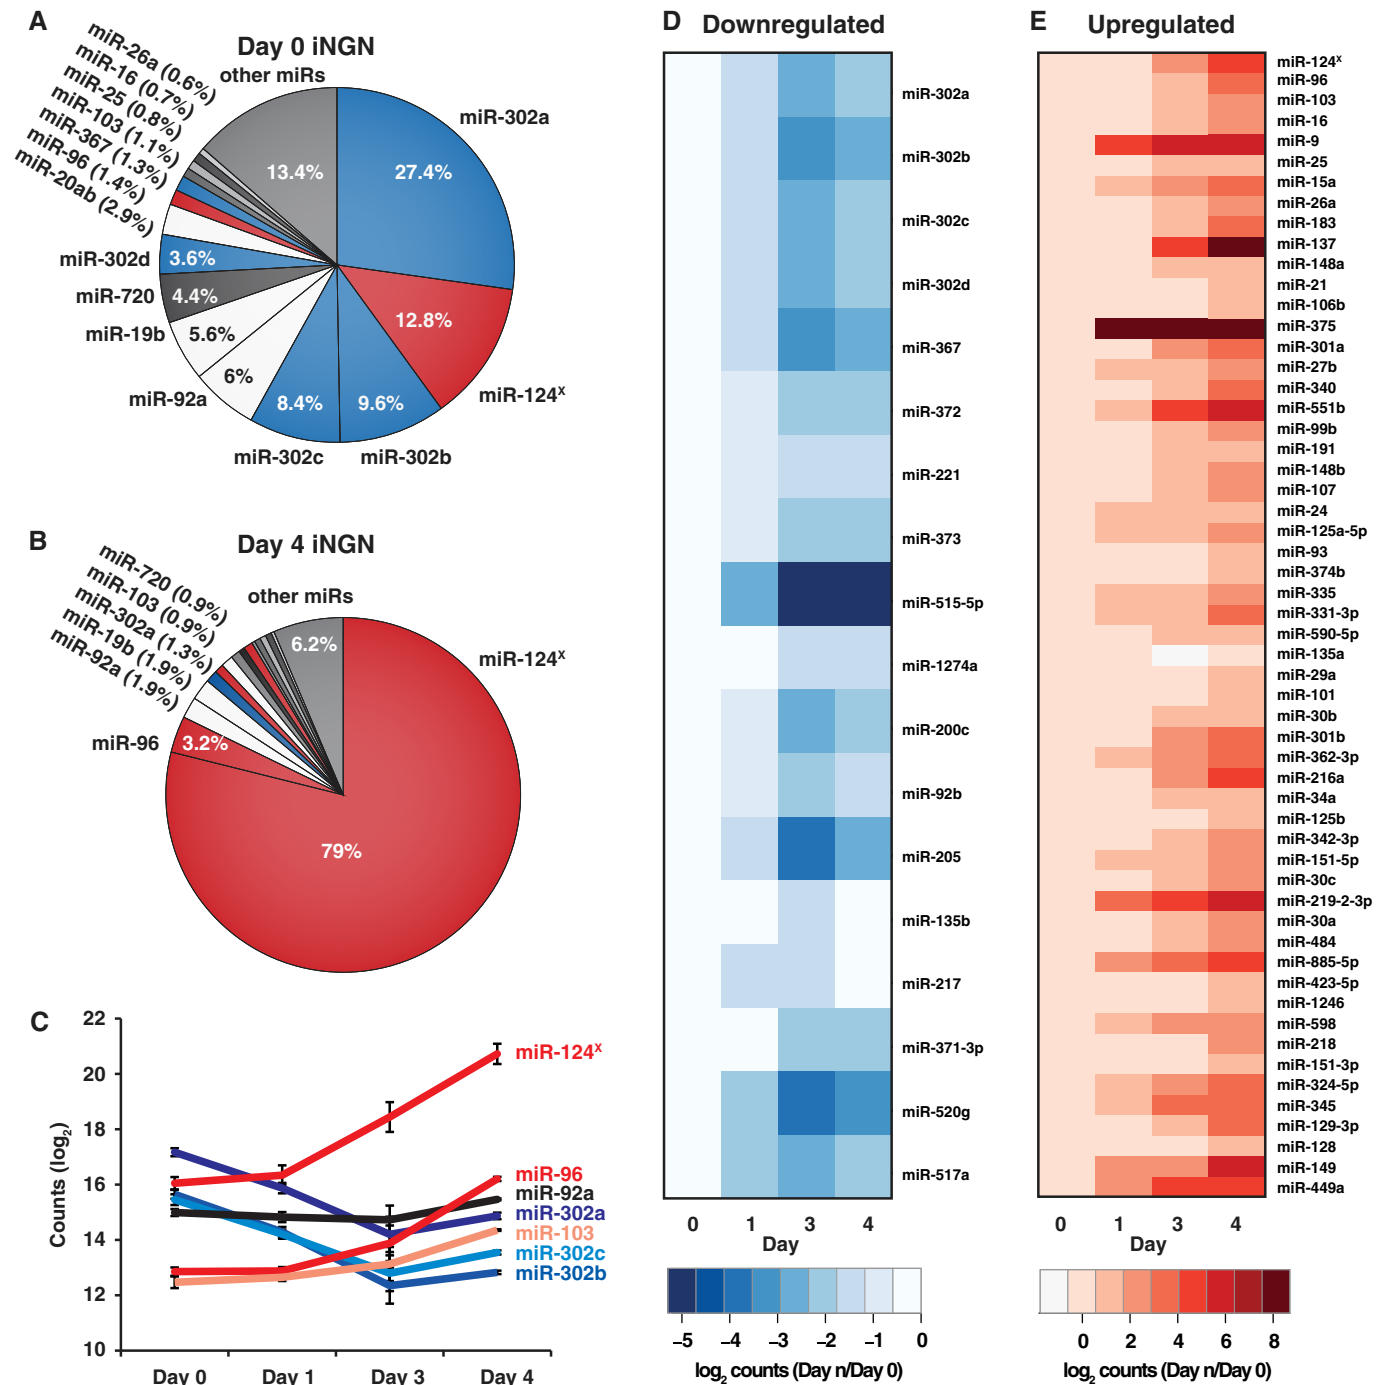 A
Day 0 iNGN
miR-26a (0.6%)
miR-16 (0.7%)
miR-25 (0.8%)
miR-103 (1.1%)
miR-367 (1.3%)
miR-96 (1.4%)
miR-20ab (2.9%)
other miRs
miR-302a
13.4%
27.4%
miR-302d
3.6%
miR-720
4.4%
12.8%
miR-19b
5.6%
6%
miR-124x
miR-92a
8.4%
9.6%
miR-302c
miR-302b
B
Day 4 iNGN
miR-720 (0.9%)
miR-103 (0.9%)
miR-302a (1.3%)
miR-19b (1.9%)
miR-92a (1.9%)
other miRs
6.2%
miR-124x
miR-96
3.2%
79%
C
22
20
18
16
14
12
10
Counts (log2)
miR-124x
miR-96
miR-92a
miR-302a
miR-103
miR-302c
miR-302b
Day 0
Day 1
Day 3
Day 4
D
Downregulated
miR-302a
miR-302b
miR-302c
miR-302d
miR-367
miR-372
miR-221
miR-373
miR-515-5p
miR-1274a
miR-200c
miR-92b
miR-205
miR-135b
miR-217
miR-371-3p
miR-520g
miR-517a
0 1 3 4
Day
−5 −4 −3 −2 −1 0
log2 counts (Day n/Day 0)
E
Upregulated
miR-124x
miR-96
miR-103
miR-16
miR-9
miR-25
miR-15a
miR-26a
miR-183
miR-137
miR-148a
miR-21
miR-106b
miR-375
miR-301a
miR-27b
miR-340
miR-551b
miR-99b
miR-191
miR-148b
miR-107
miR-24
miR-125a-5p
miR-93
miR-374b
miR-335
miR-331-3p
miR-590-5p
miR-135a
miR-29a
miR-101
miR-30b
miR-301b
miR-362-3p
miR-216a
miR-34a
miR-125b
miR-342-3p
miR-151-5p
miR-30c
miR-219-2-3p
miR-30a
miR-484
miR-885-5p
miR-423-5p
miR-1246
miR-598
miR-218
miR-151-3p
miR-324-5p
miR-345
miR-129-3p
miR-128
miR-149
miR-449a
0 1 3 4
Day
0 2 4 6 8
log2 counts (Day n/Day 0)